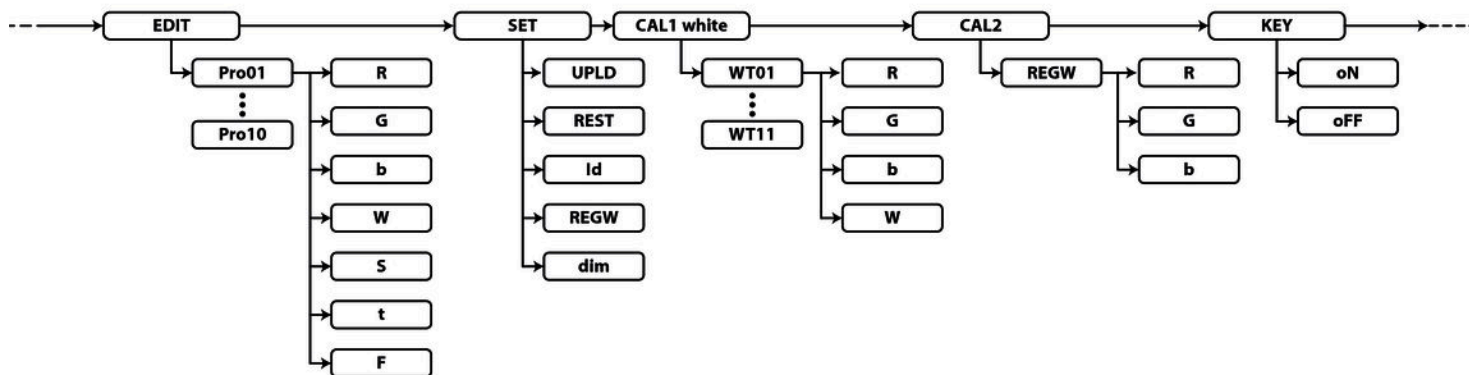 EDIT
SET
CAL1 white
CAL2
KEY
Pro01
R
UPLD
WT01
R
REGW
R
oN
G
REST
G
G
oFF
Pro10
WT11
b
Id
b
b
W
REGW
W
S
dim
t
F